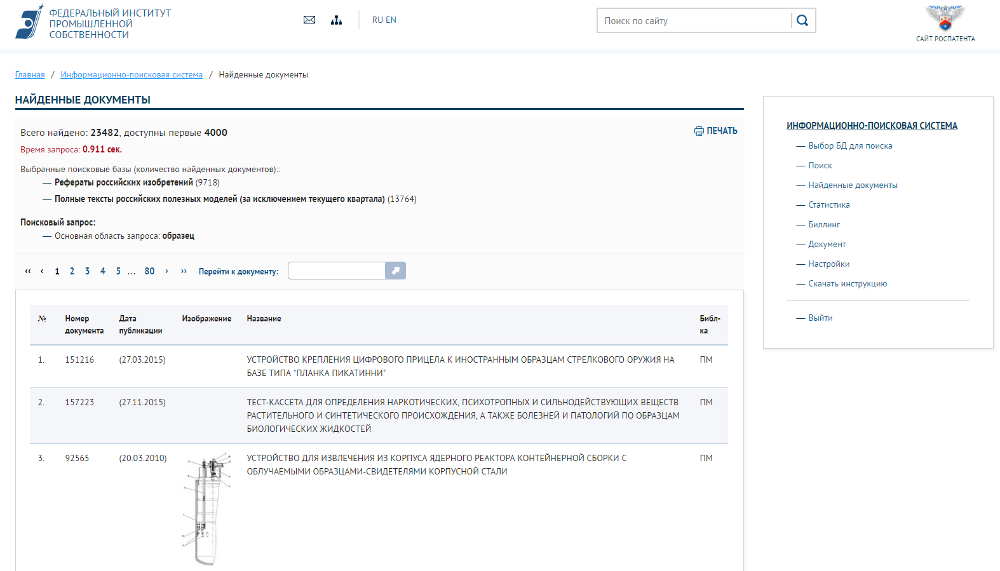 ФЕДЕРАЛЬНЫЙ ИНСТИТУТ
ПРОМЫШЛЕННОЙ
СОБСТВЕННОСТИ
RU EN
Поиск по сайту
САЙТ РОСПАТЕНТА
Главная / Информационно-поисковая система / Найденные документы
НАЙДЕННЫЕ ДОКУМЕНТЫ
Всего найдено: 23482, доступны первые 4000
ПЕЧАТЬ
Время запроса: 0.911 сек.
Выбранные поисковые базы (количество найденных документов)::
— Рефераты российских изобретений (9718)
— Полные тексты российских полезных моделей (за исключением текущего квартала) (13764)
Поисковый запрос:
— Основная область запроса: образец
‹‹ ‹ 1 2 3 4 5 ... 80 › ›› Перейти к документу:
№ Номер документа Дата публикации Изображение Название Библ-ка
1. 151216 (27.03.2015) УСТРОЙСТВО КРЕПЛЕНИЯ ЦИФРОВОГО ПРИЦЕЛА К ИНОСТРАННЫМ ОБРАЗЦАМ СТРЕЛКОВОГО ОРУЖИЯ НА ПМ
БАЗЕ ТИПА "ПЛАНКА ПИКАТИННИ"
2. 157223 (27.11.2015) ТЕСТ-КАССЕТА ДЛЯ ОПРЕДЕЛЕНИЯ НАРКОТИЧЕСКИХ, ПСИХОТРОПНЫХ И СИЛЬНОДЕЙСТВУЮЩИХ ВЕЩЕСТВ ПМ
РАСТИТЕЛЬНОГО И СИНТЕТИЧЕСКОГО ПРОИСХОЖДЕНИЯ, А ТАКЖЕ БОЛЕЗНЕЙ И ПАТОЛОГИЙ ПО ОБРАЗЦАМ
БИОЛОГИЧЕСКИХ ЖИДКОСТЕЙ
3. 92565 (20.03.2010) УСТРОЙСТВО ДЛЯ ИЗВЛЕЧЕНИЯ ИЗ КОРПУСА ЯДЕРНОГО РЕАКТОРА КОНТЕЙНЕРНОЙ СБОРКИ С ПМ
ОБЛУЧАЕМЫМИ ОБРАЗЦАМИ-СВИДЕТЕЛЯМИ КОРПУСНОЙ СТАЛИ
ИНФОРМАЦИОННО-ПОИСКОВАЯ СИСТЕМА
— Выбор БД для поиска
— Поиск
— Найденные документы
— Статистика
— Биллинг
— Документ
— Настройки
— Скачать инструкцию
— Выйти